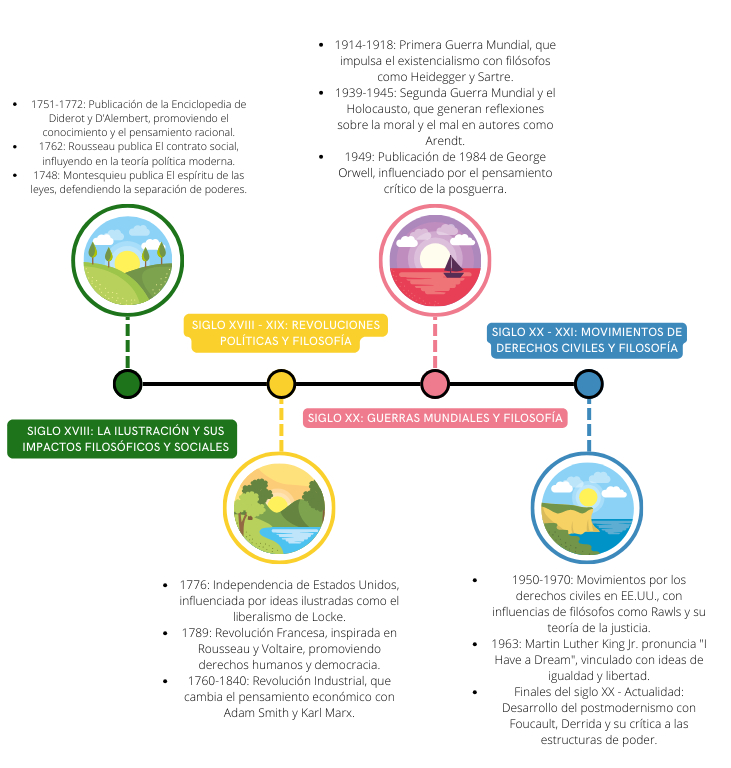 • 1751-1772: Publicación de la Enciclopedia de
Diderot y D'Alembert, promoviendo el
conocimiento y el pensamiento racional.
• 1762: Rousseau publica El contrato social,
influyendo en la teoría política moderna.
• 1748: Montesquieu publica El espíritu de las
leyes, defendiendo la separación de poderes.
• 1914-1918: Primera Guerra Mundial, que
impulsa el existencialismo con filósofos
como Heidegger y Sartre.
• 1939-1945: Segunda Guerra Mundial y el
Holocausto, que generan reflexiones
sobre la moral y el mal en autores como
Arendt.
• 1949: Publicación de 1984 de George
Orwell, influenciado por el pensamiento
crítico de la posguerra.
SIGLO XVIII - XIX: REVOLUCIONES
POLÍTICAS Y FILOSOFÍA
SIGLO XX - XXI: MOVIMIENTOS DE
DERECHOS CIVILES Y FILOSOFÍA
SIGLO XVIII: LA ILUSTRACIÓN Y SUS
IMPACTOS FILOSÓFICOS Y SOCIALES
SIGLO XX: GUERRAS MUNDIALES Y FILOSOFÍA
• 1776: Independencia de Estados Unidos,
influenciada por ideas ilustradas como el
liberalismo de Locke.
• 1789: Revolución Francesa, inspirada en
Rousseau y Voltaire, promoviendo
derechos humanos y democracia.
• 1760-1840: Revolución Industrial, que
cambia el pensamiento económico con
Adam Smith y Karl Marx.
• 1950-1970: Movimientos por los
derechos civiles en EE.UU., con
influencias de filósofos como Rawls y su
teoría de la justicia.
• 1963: Martin Luther King Jr. pronuncia "I
Have a Dream", vinculado con ideas de
igualdad y libertad.
• Finales del siglo XX - Actualidad:
Desarrollo del postmodernismo con
Foucault, Derrida y su crítica a las
estructuras de poder.